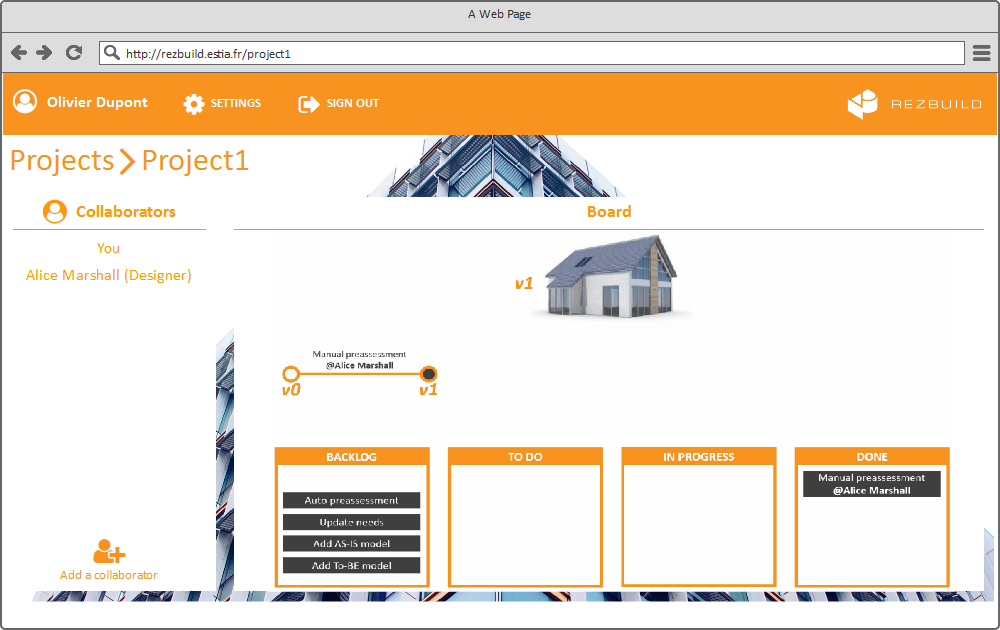 A Web Page
http://rezbuild.estia.fr/project1
Olivier Dupont
SETTINGS
SIGN OUT
REZBUILD
Projects
Project1
Collaborators
Board
You
Alice Marshall (Designer)
v1
Manual preassessment
@Alice Marshall
v0
v1
BACKLOG
TO DO
IN PROGRESS
DONE
Auto preassessment
Update needs
Add AS-IS model
Add To-BE model
Manual preassessment
@Alice Marshall
Add a collaborator